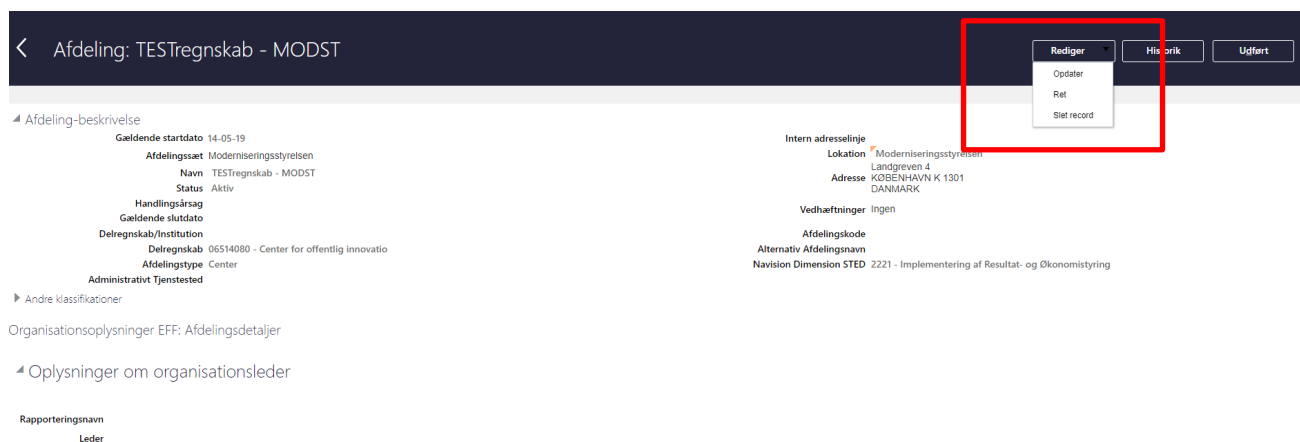 Afdeling: TESTregnskab - MODST
Rediger
Historik
Udført
Opdater
Ret
Slet record
Afdeling-beskrivelse
Gældende startdato 14-05-19
Afdelingssæt Moderniseringsstyrelsen
Navn TESTregnskab - MODST
Status Aktiv
Handlingsårsag
Gældende slutdato
Delregnskab/Institution
Delregnskab 06514080 - Center for offentlig innovatio
Afdelingstype Center
Administrativt Tjenstested
Intern adresselinje
Lokation Moderniseringsstyrelsen
Adresse Landgreven 4
KØBENHAVN K 1301
DANMARK
Vedhæftninger Ingen
Afdelingskode
Alternativ Afdelingsnavn
Navision Dimension STED 2221 - Implementering af Resultat- og Økonomistyring
Andre klassifikationer
Organisationsoplysninger EFF: Afdelingsdetaljer
Oplysninger om organisationsleder
Rapporteringsnavn
Leder